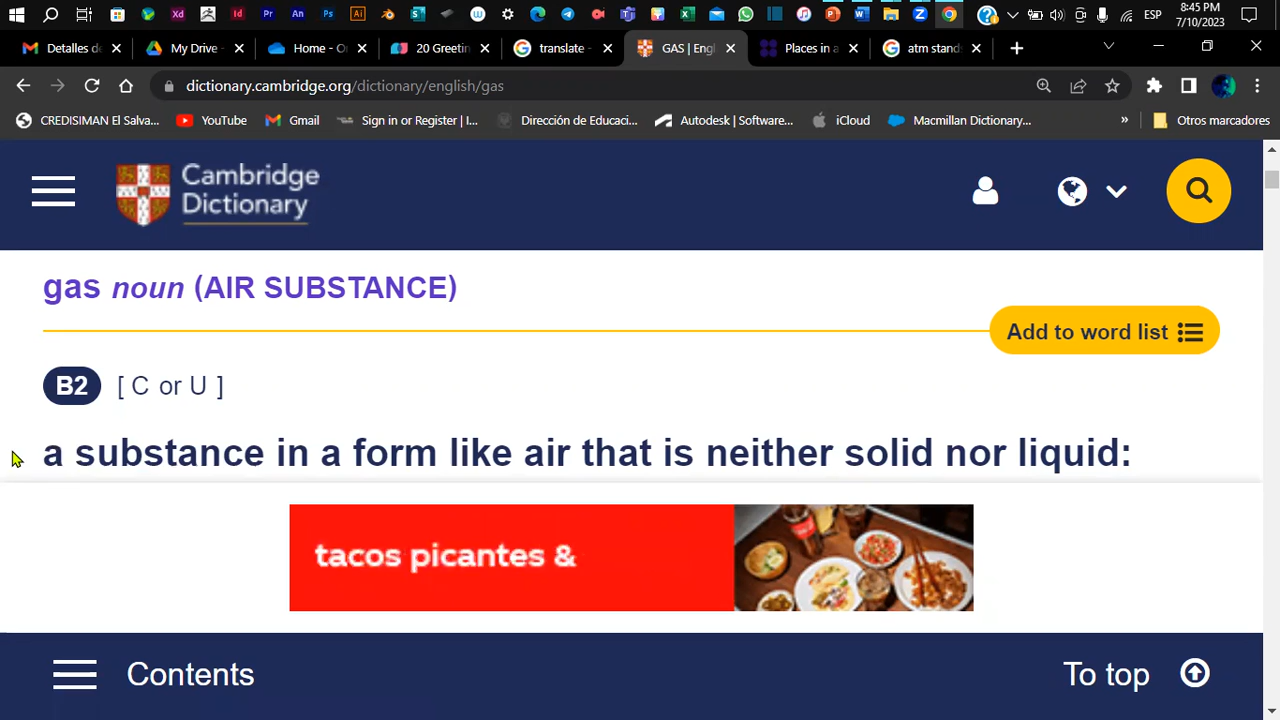 8:45 PM
ESP
7/10/2023
Detalles de
My Drive -
Home - On
20 Greetin
translate -
GAS | Engl
Places in a
atm stands
dictionary.cambridge.org/dictionary/english/gas
CREDISIMAN El Salva...
YouTube
Gmail
Sign in or Register | I...
Dirección de Educaci...
Autodesk | Software...
iCloud
Macmillan Dictionary...
»
Otros marcadores
Cambridge
Dictionary
gas noun (AIR SUBSTANCE)
Add to word list
B2 [ C or U ]
a substance in a form like air that is neither solid nor liquid:
tacos picantes &
Contents
To top